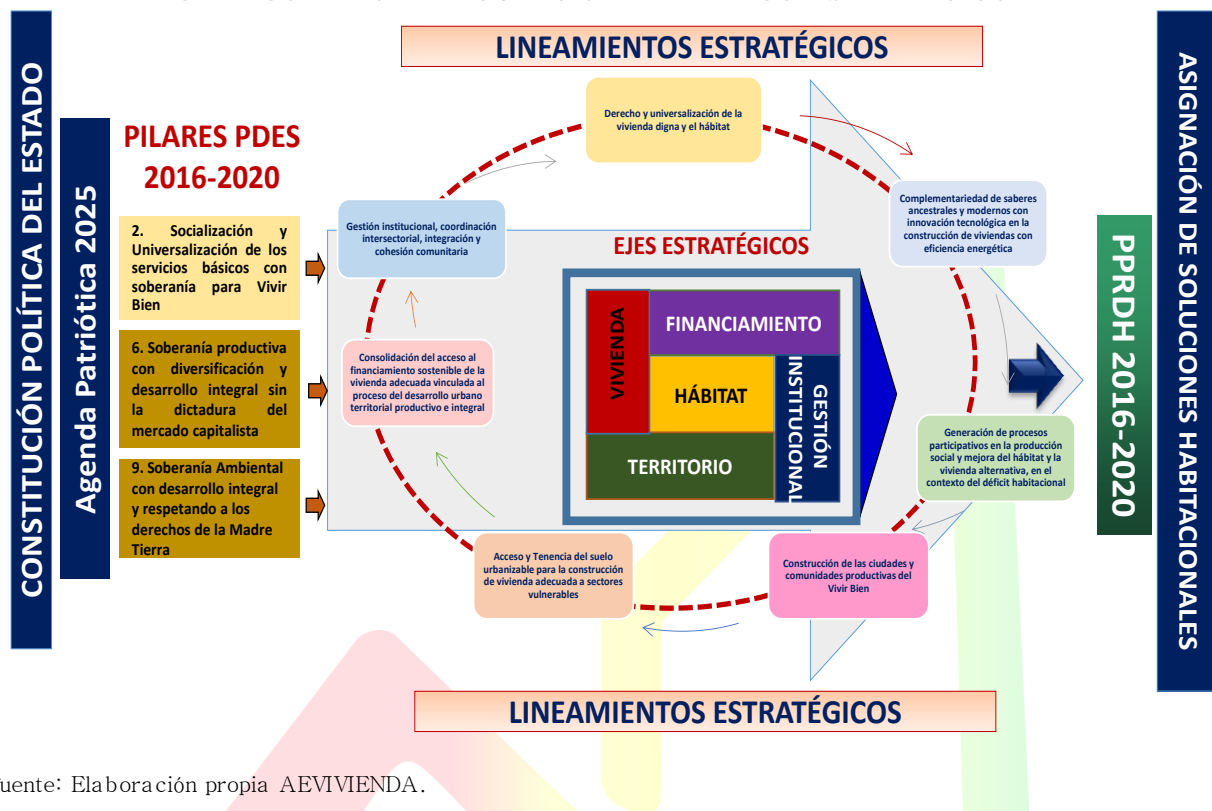 LINEAMIENTOS ESTRATÉGICOS
CONSTITUCIÓN POLÍTICA DEL ESTADO
Agenda Patriótica 2025
PILARES PDES
2016-2020
2. Socialización y
Universalización de los
servicios básicos con
soberanía para Vivir
Bien
6. Soberanía productiva
con diversificación y
desarrollo integral sin
la dictadura del
mercado capitalista
9. Soberanía Ambiental
con desarrollo integral
y respetando a los
derechos de la Madre
Tierra
Derecho y universalización de la
vivienda digna y el hábitat
Complementariedad de saberes
ancestrales y modernos con
innovación tecnológica en la
construcción de viviendas con
eficiencia energética
Generación de procesos
participativos en la producción
social y mejora del hábitat y la
vivienda alternativa, en el
contexto del déficit habitacional
Construcción de las ciudades y
comunidades productivas del
Vivir Bien
Acceso y Tenencia del suelo
urbanizable para la construcción
de vivienda adecuada a sectores
vulnerables
Consolidación del acceso al
financiamiento sostenible de la
vivienda adecuada vinculada al
proceso del desarrollo urbano
territorial productivo e integral
Gestión institucional, coordinación
intersectorial, integración y
cohesión comunitaria
EJES ESTRATÉGICOS
VIVIENDA
FINANCIAMIENTO
HÁBITAT
GESTIÓN
INSTITUCIONAL
TERRITORIO
PPRDH 2016-2020
ASIGNACIÓN DE SOLUCIONES HABITACIONALES
LINEAMIENTOS ESTRATÉGICOS
fuente: Elaboración propia AEVIVIENDA.